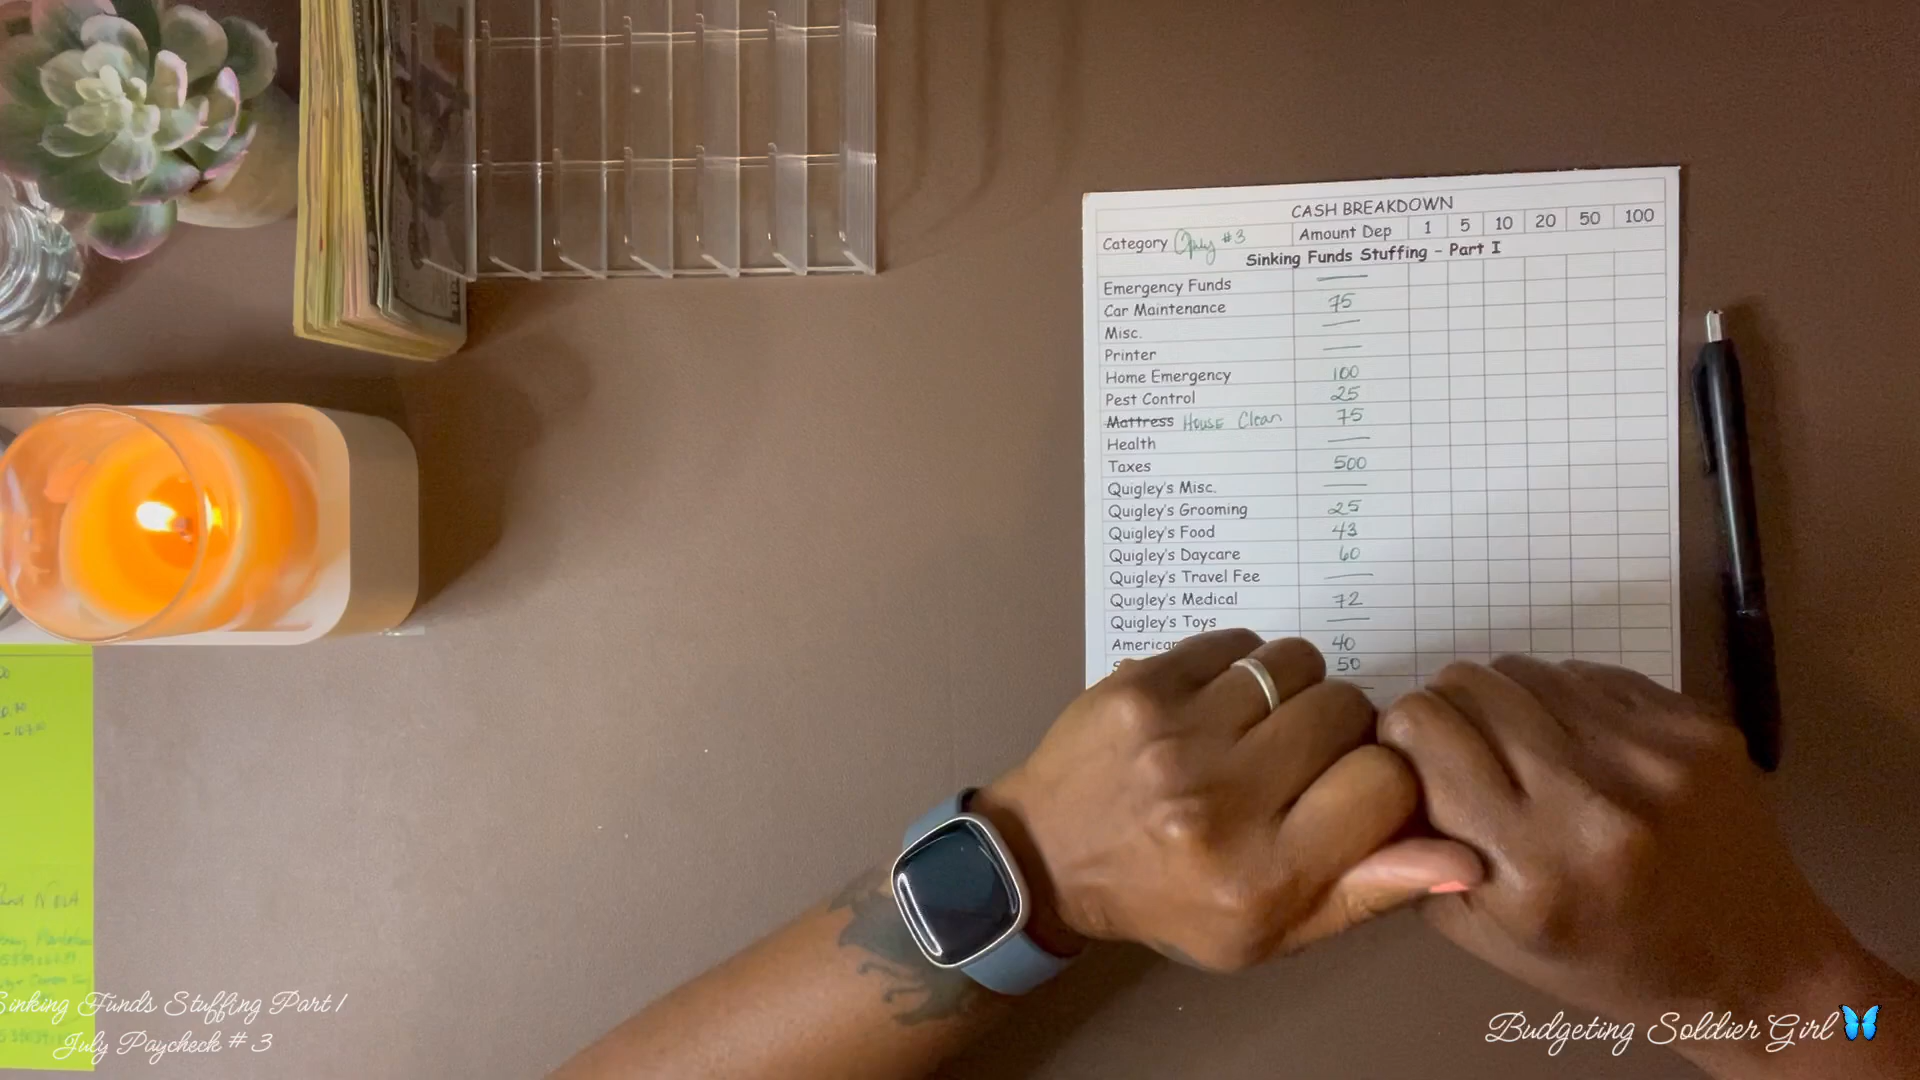 CASH BREAKDOWN
Category July #3 Amount Dep 1 5 10 20 50 100
Sinking Funds Stuffing - Part I
Emergency Funds —
Car Maintenance 75
Misc. —
Printer —
Home Emergency 100
Pest Control 25
Mattress House Clean 75
Health —
Taxes 500
Quigley's Misc. —
Quigley's Grooming 25
Quigley's Food 43
Quigley's Daycare 60
Quigley's Travel Fee —
Quigley's Medical 72
Quigley's Toys —
American 40
50
Sinking Funds Stuffing Part 1
July Paycheck # 3
Budgeting Soldier Girl 🦋